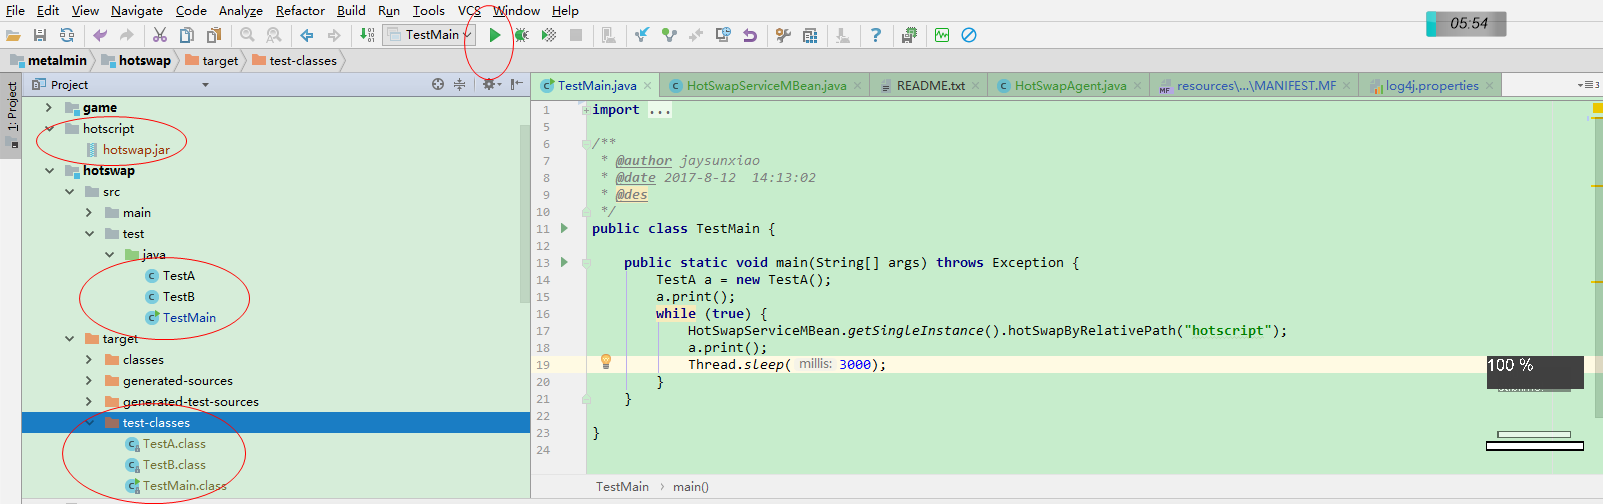 File Edit View Navigate Code Analyze Refactor Build Run Tools VCS Window Help
TestMain
05:54
metalmin hotswap target test-classes
1: Project
Project
game
hotscript
hotswap.jar
hotswap
src
main
test
java
TestA
TestB
TestMain
target
classes
generated-sources
generated-test-sources
test-classes
TestA.class
TestB.class
TestMain.class
TestMain.java HotSwapServiceMBean.java README.txt HotSwapAgent.java resources\...\MANIFEST.MF log4j.properties
3
1 import ...
5
6 /**
7 * @author jaysunxiao
8 * @date 2017-8-12 14:13:02
9 * @des
10 */
11 public class TestMain {
12
13 public static void main(String[] args) throws Exception {
14 TestA a = new TestA();
15 a.print();
16 while (true) {
17 HotSwapServiceMBean.getSingleInstance().hotSwapByRelativePath("hotscript");
18 a.print();
19 Thread.sleep( millis: 3000);
20 }
21 }
22
23 }
24
100 %
TestMain > main()